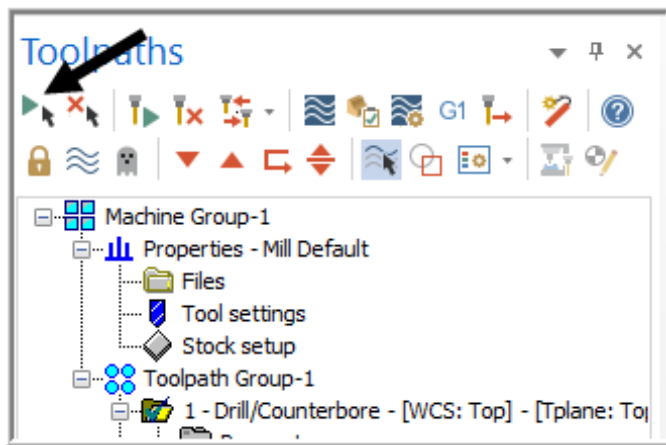 Toolpaths
G1
Machine Group-1
Properties - Mill Default
Files
Tool settings
Stock setup
Toolpath Group-1
1 - Drill/Counterbore - [WCS: Top] - [Tplane: Top